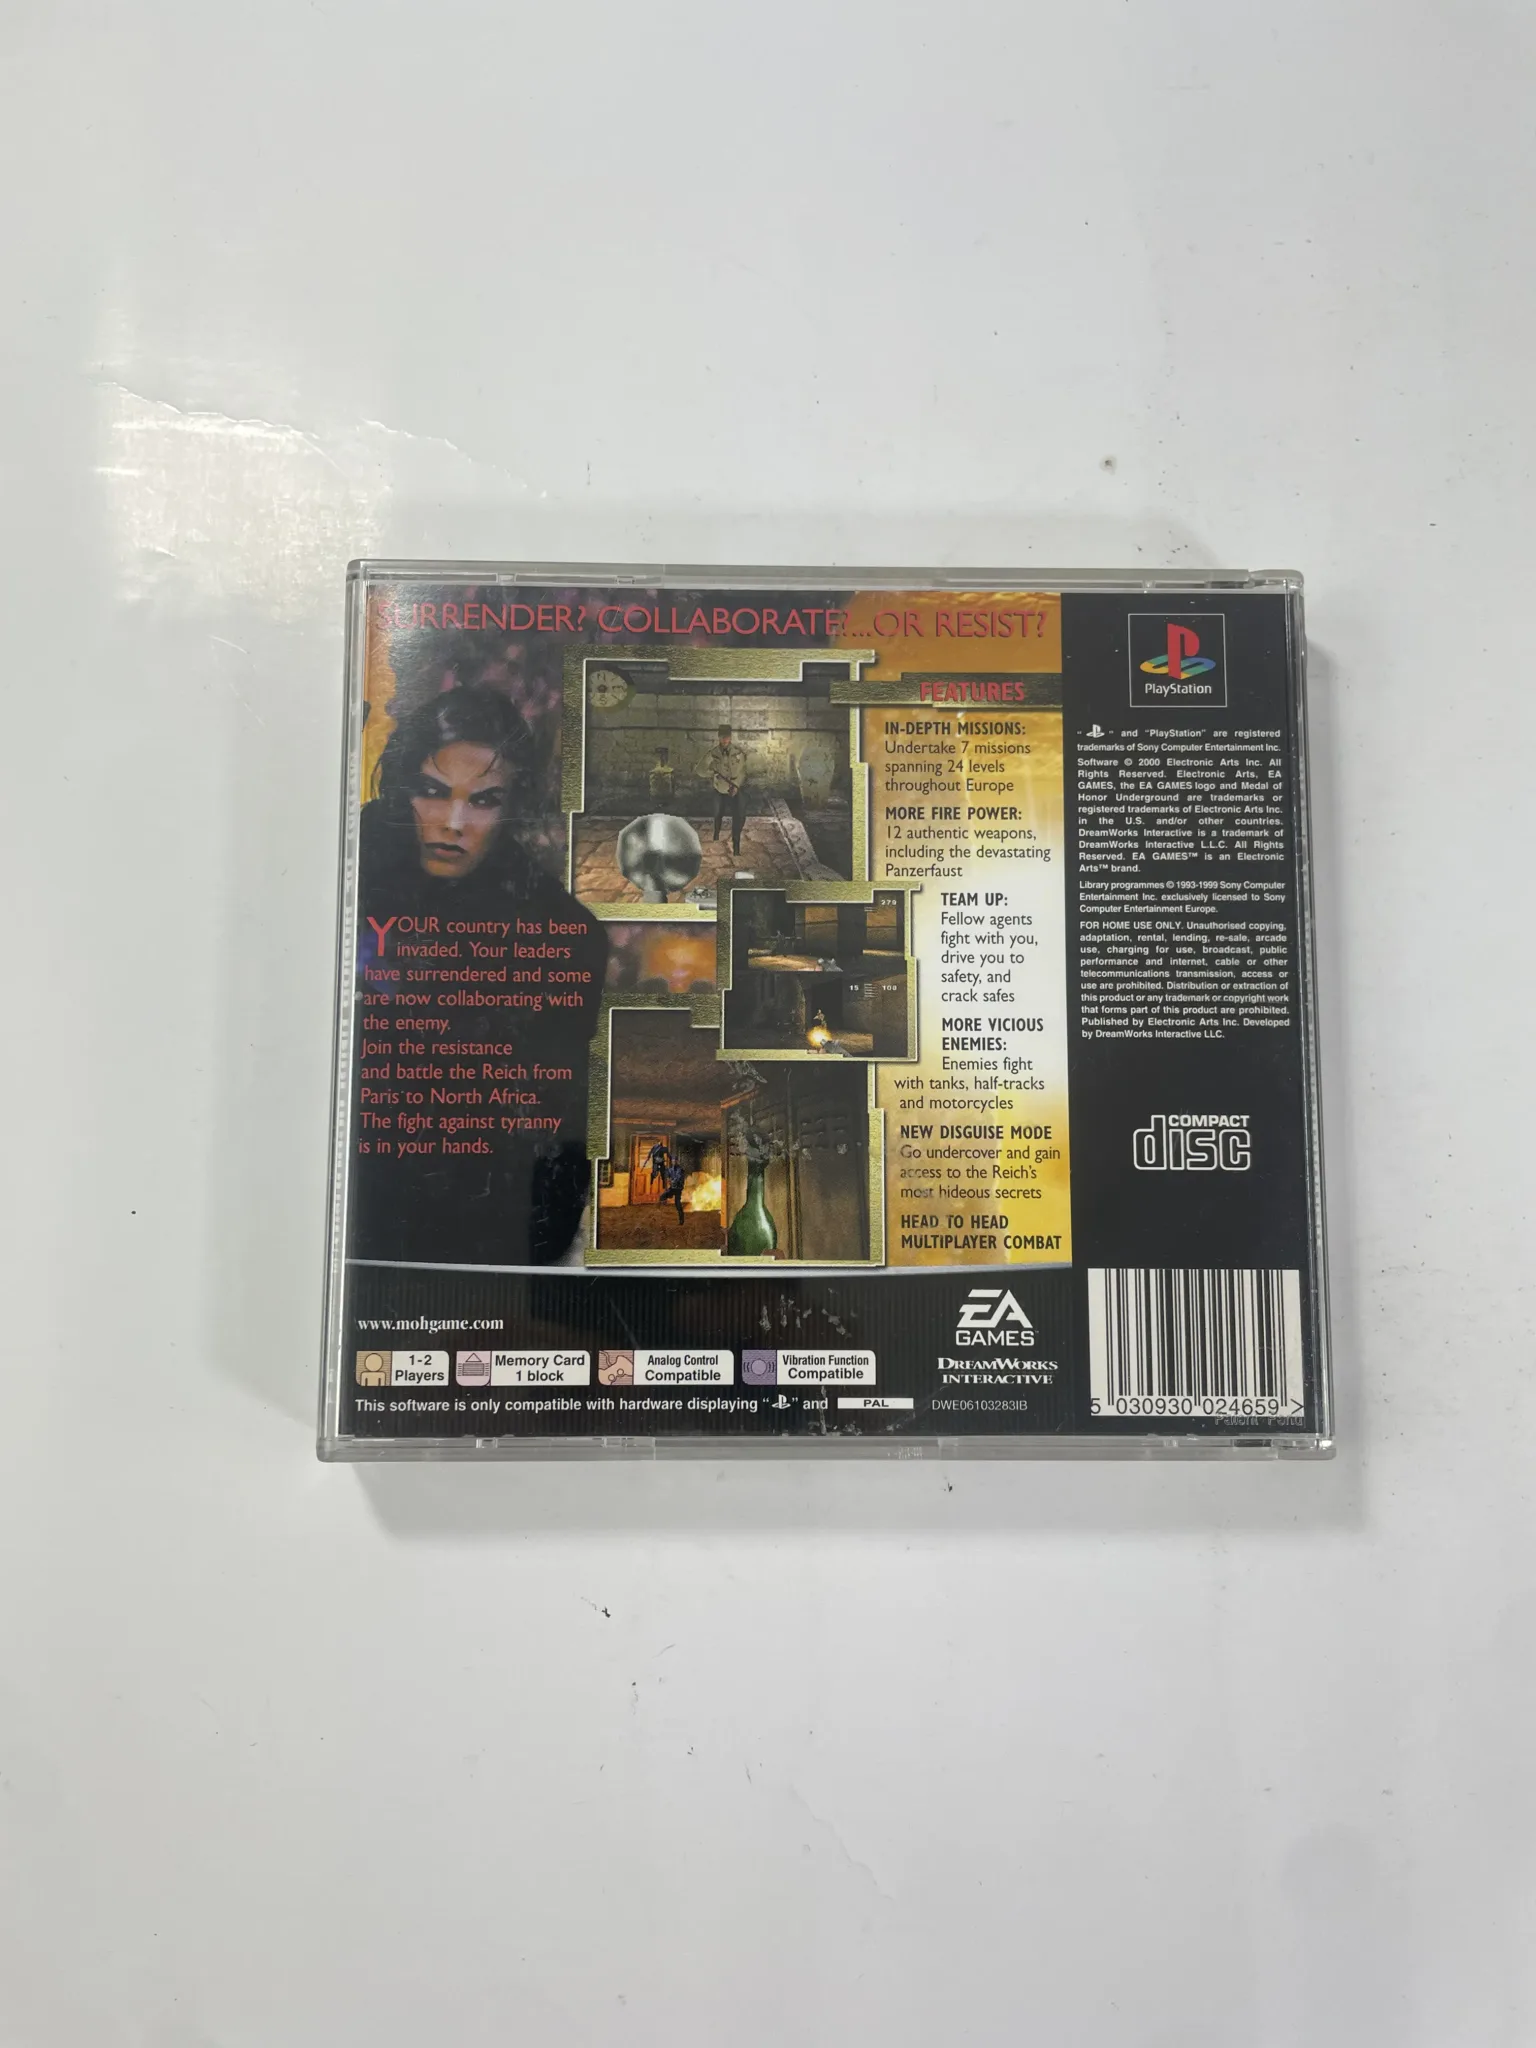 SURRENDER? COLLABORATE?...OR RESIST?
FEATURES
IN-DEPTH MISSIONS:
Undertake 7 missions
spanning 24 levels
throughout Europe
MORE FIRE POWER:
12 authentic weapons,
including the devastating
Panzerfaust
TEAM UP:
Fellow agents
fight with you,
drive you to
safety, and
crack safes
MORE VICIOUS
ENEMIES:
Enemies fight
with tanks, half-tracks
and motorcycles
NEW DISGUISE MODE
Go undercover and gain
access to the Reich's
most hideous secrets
HEAD TO HEAD
MULTIPLAYER COMBAT
YOUR country has been
invaded. Your leaders
have surrendered and some
are now collaborating with
the enemy.
Join the resistance
and battle the Reich from
Paris to North Africa.
The fight against tyranny
is in your hands.
270
15 100
PlayStation
" " and "PlayStation" are registered
trademarks of Sony Computer Entertainment Inc.
Software © 2000 Electronic Arts Inc. All
Rights Reserved. Electronic Arts, EA
GAMES, the EA GAMES logo and Medal of
Honor Underground are trademarks or
registered trademarks of Electronic Arts Inc.
in the U.S. and/or other countries.
DreamWorks Interactive is a trademark of
DreamWorks Interactive L.L.C. All Rights
Reserved. EA GAMES™ is an Electronic
Arts™ brand.
Library programmes © 1993-1999 Sony Computer
Entertainment Inc. exclusively licensed to Sony
Computer Entertainment Europe.
FOR HOME USE ONLY. Unauthorised copying,
adaptation, rental, lending, re-sale, arcade
use, charging for use, broadcast, public
performance and internet, cable or other
telecommunications transmission, access or
use are prohibited. Distribution or extraction of
this product or any trademark or copyright work
that forms part of this product are prohibited.
Published by Electronic Arts Inc. Developed
by DreamWorks Interactive LLC.
COMPACT
disc
www.mohgame.com
1-2
Players
Memory Card
1 block
Analog Control
Compatible
Vibration Function
Compatible
This software is only compatible with hardware displaying " " and PAL
EA
GAMES™
DREAMWORKS
INTERACTIVE
DWE06103283IB
5 030930 024659 >
Patent Pend